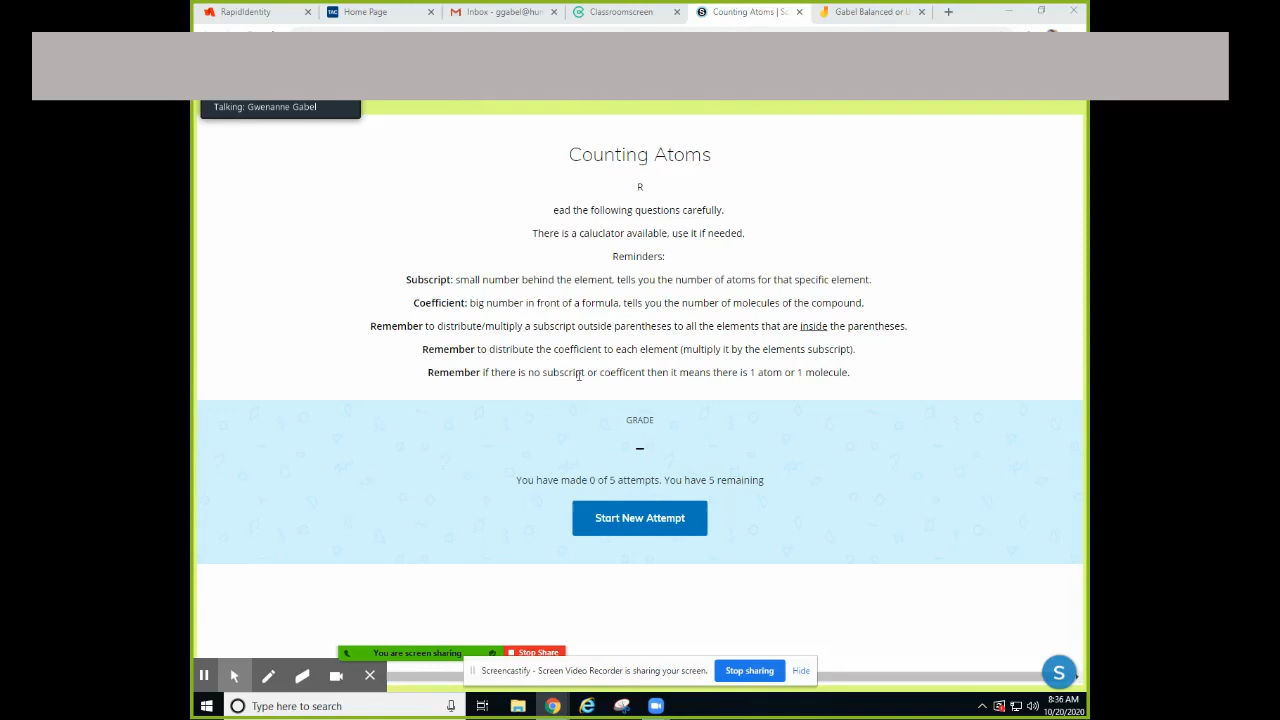 RapidIdentity
Home Page
Inbox - ggabel@hum
Classroomscreen
Counting Atoms | Sc
Gabel Balanced or U
Talking: Gwenanne Gabel
Counting Atoms
R
ead the following questions carefully.
There is a caluclator available, use it if needed.
Reminders:
Subscript: small number behind the element, tells you the number of atoms for that specific element.
Coefficient: big number in front of a formula, tells you the number of molecules of the compound.
Remember to distribute/multiply a subscript outside parentheses to all the elements that are inside the parentheses.
Remember to distribute the coefficient to each element (multiply it by the elements subscript).
Remember if there is no subscript or coefficent then it means there is 1 atom or 1 molecule.
GRADE
–
You have made 0 of 5 attempts. You have 5 remaining
Start New Attempt
You are screen sharing
Stop Share
Screencastify - Screen Video Recorder is sharing your screen.
Stop sharing
Hide
S
Type here to search
8:36 AM
10/20/2020